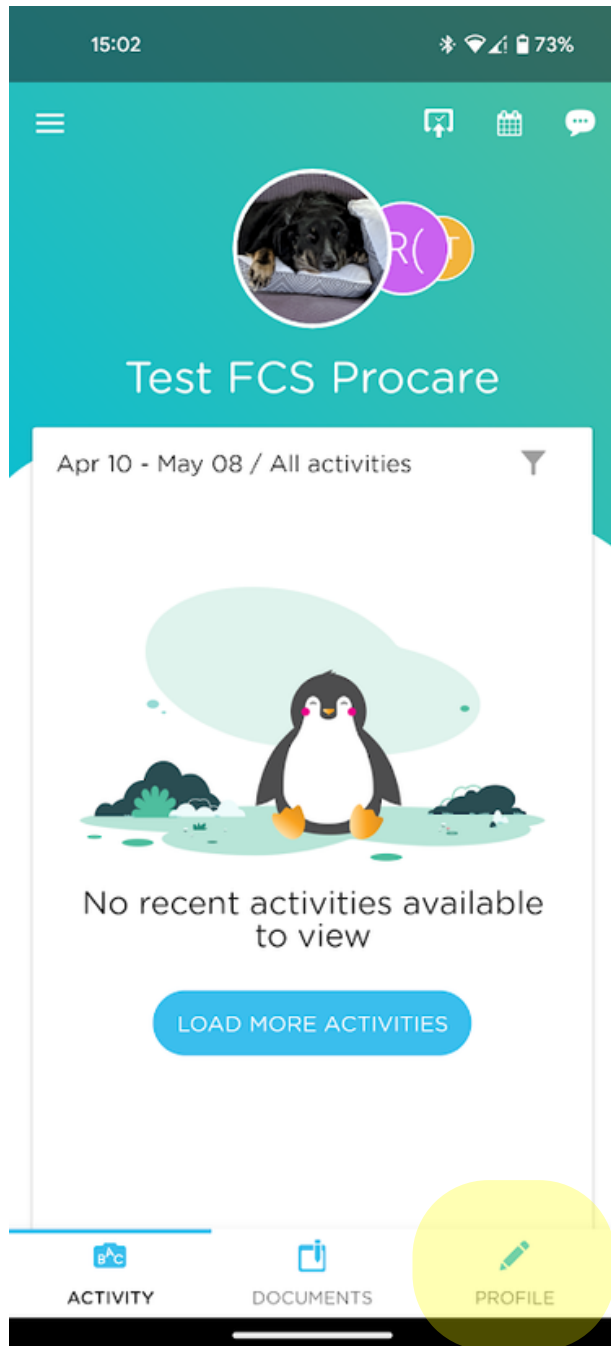 15:02
73%
R( T
Test FCS Procare
Apr 10 - May 08 / All activities
No recent activities available
to view
LOAD MORE ACTIVITIES
BAC
ACTIVITY DOCUMENTS PROFILE